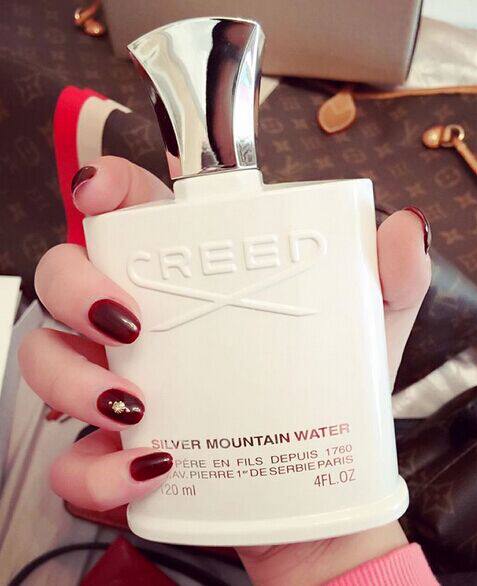 CREED
SILVER MOUNTAIN WATER
PÈRE EN FILS DEPUIS 1760
AV.PIERRE 1er DE SERBIE PARIS
120 ml 4FL.OZ